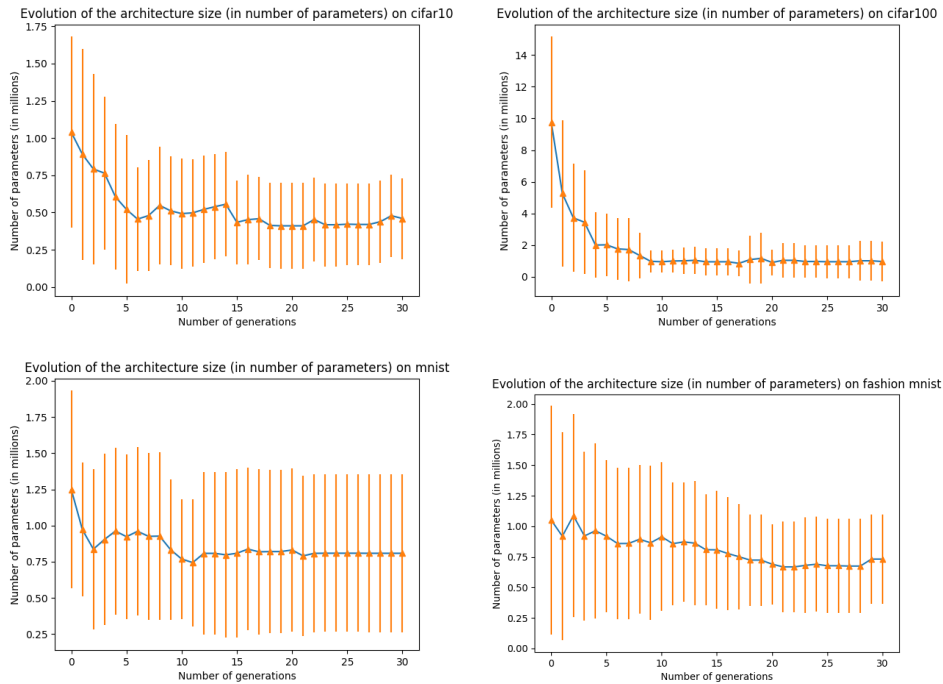 Evolution of the architecture size (in number of parameters) on cifar10
1.75
1.50
1.25
1.00
0.75
0.50
0.25
0.00
Number of parameters (in millions)
0 5 10 15 20 25 30
Number of generations
Evolution of the architecture size (in number of parameters) on cifar100
14
12
10
8
6
4
2
0
Number of parameters (in millions)
0 5 10 15 20 25 30
Number of generations
Evolution of the architecture size (in number of parameters) on mnist
2.00
1.75
1.50
1.25
1.00
0.75
0.50
0.25
Number of parameters (in millions)
0 5 10 15 20 25 30
Number of generations
Evolution of the architecture size (in number of parameters) on fashion mnist
2.00
1.75
1.50
1.25
1.00
0.75
0.50
0.25
0.00
Number of parameters (in millions)
0 5 10 15 20 25 30
Number of generations